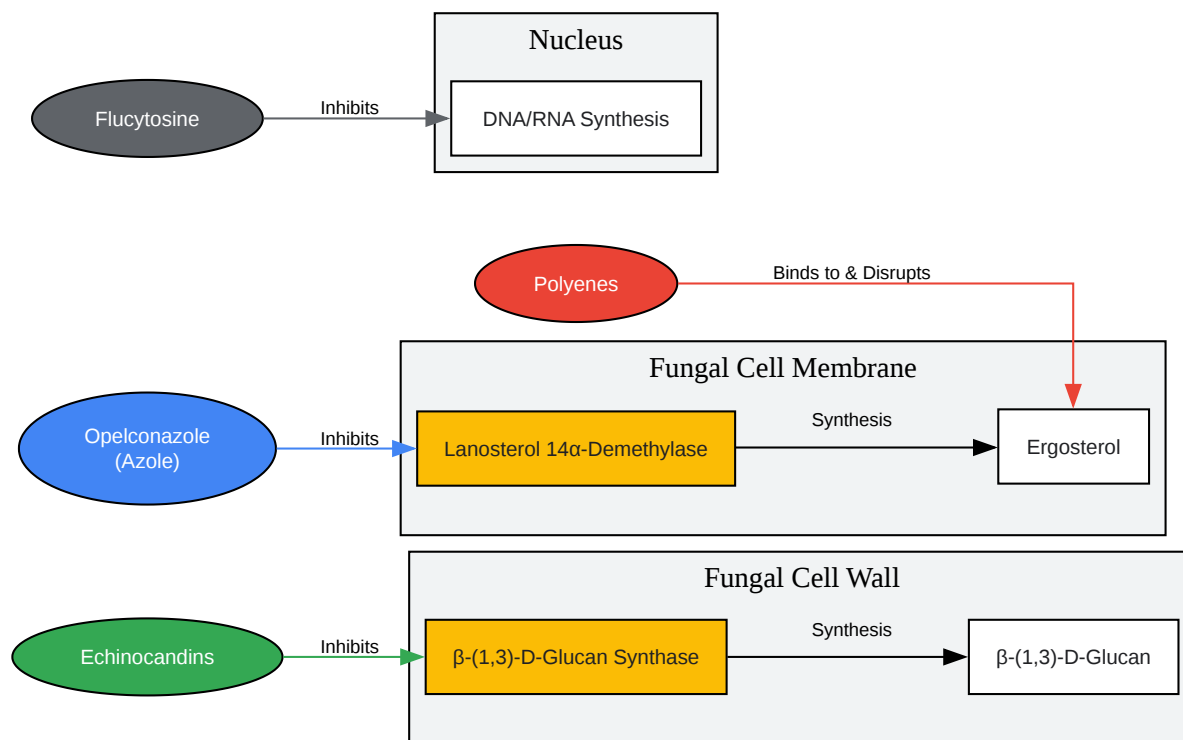 Nucleus
Flucytosine
Inhibits
DNA/RNA Synthesis
Polyenes
Binds to & Disrupts
Fungal Cell Membrane
Opelconazole
(Azole)
Inhibits
Lanosterol 14α-Demethylase
Synthesis
Ergosterol
Fungal Cell Wall
Echinocandins
Inhibits
β-(1,3)-D-Glucan Synthase
Synthesis
β-(1,3)-D-Glucan